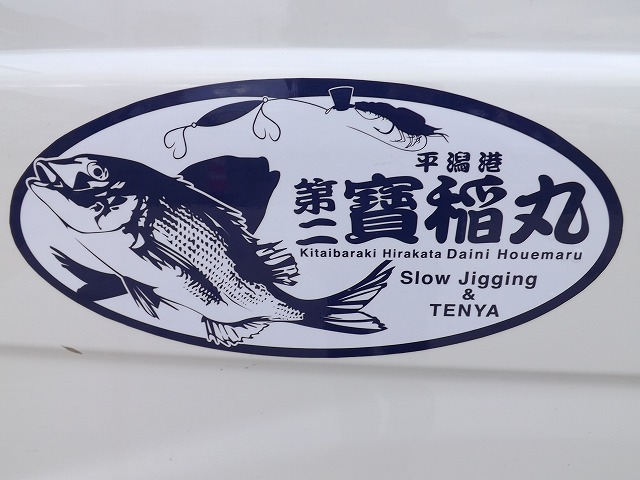 平潟港
第二寶稲丸
Kitaibaraki Hirakata Daini Houemaru
Slow Jigging
&
TENYA